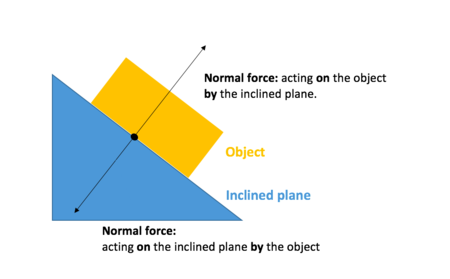 Normal force: acting on the object
by the inclined plane.
Object
Inclined plane
Normal force:
acting on the inclined plane by the object